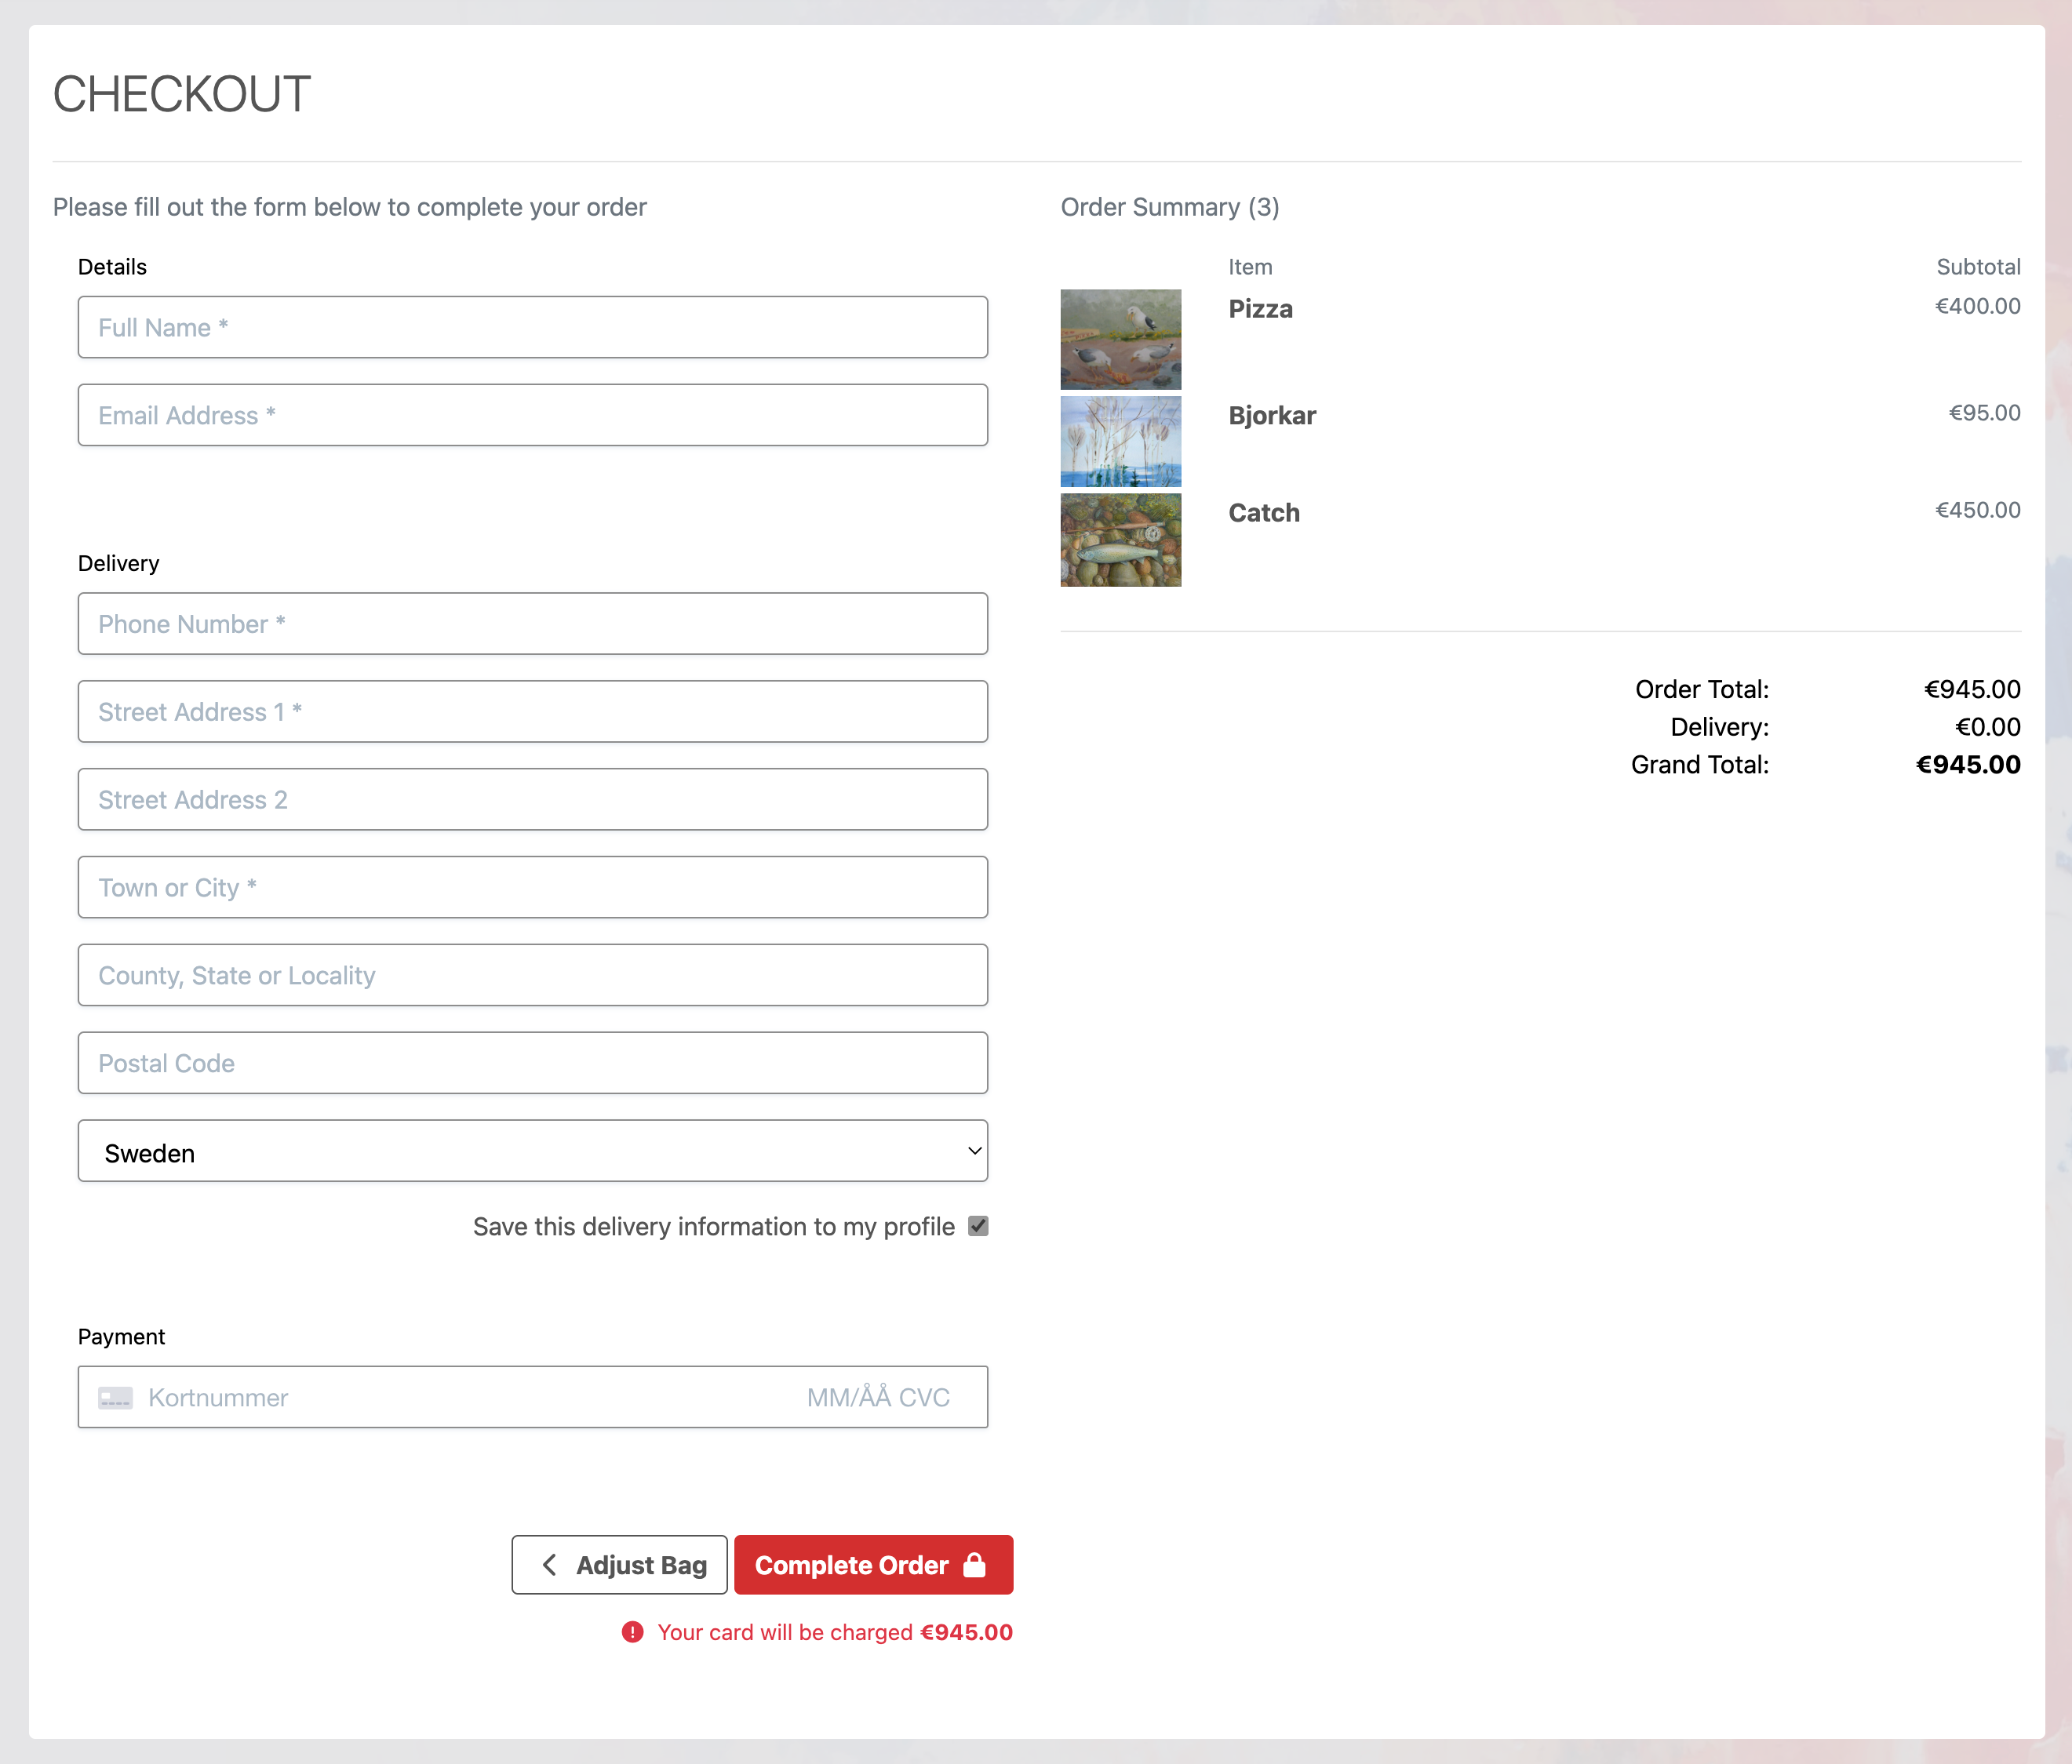 CHECKOUT
Please fill out the form below to complete your order
Details
Full Name *
Email Address *
Delivery
Phone Number *
Street Address 1 *
Street Address 2
Town or City *
County, State or Locality
Postal Code
Sweden
Save this delivery information to my profile
Payment
Kortnummer MM/ÅÅ CVC
Adjust Bag Complete Order
Your card will be charged €945.00
Order Summary (3)
Item Subtotal
Pizza €400.00
Bjorkar €95.00
Catch €450.00
Order Total: €945.00
Delivery: €0.00
Grand Total: €945.00